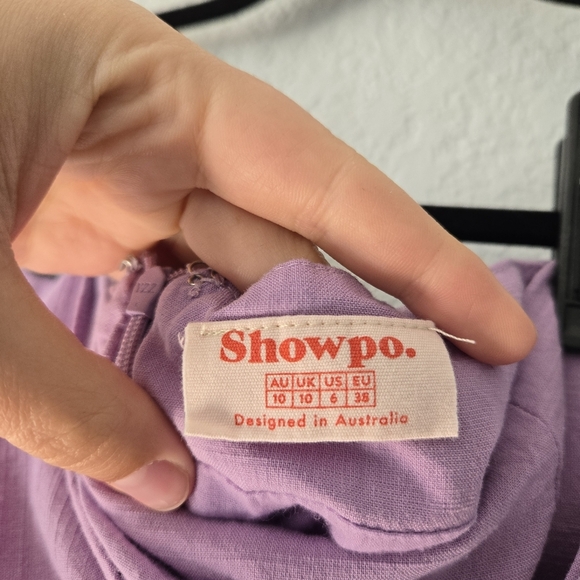 Showpo.
AU UK US EU
10 10 6 38
Designed in Australia